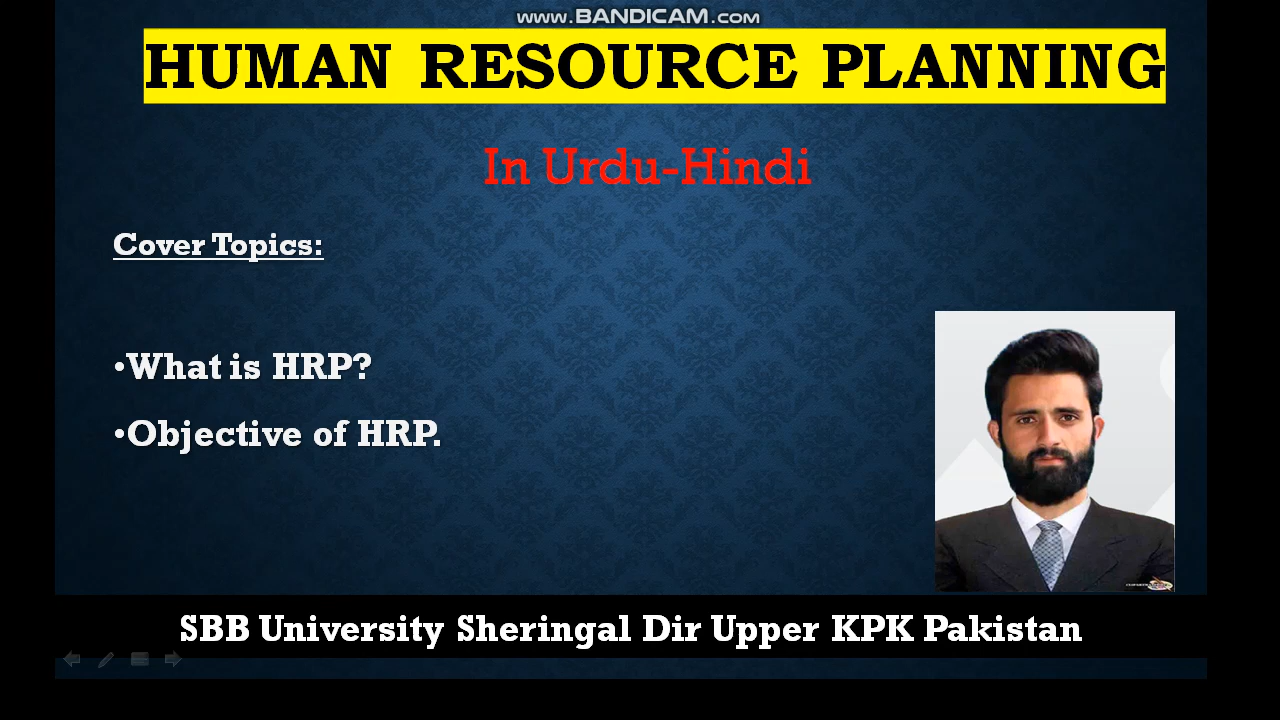 www.BANDICAM.com
HUMAN RESOURCE PLANNING
In Urdu-Hindi
Cover Topics:
•What is HRP?
•Objective of HRP.
SBB University Sheringal Dir Upper KPK Pakistan